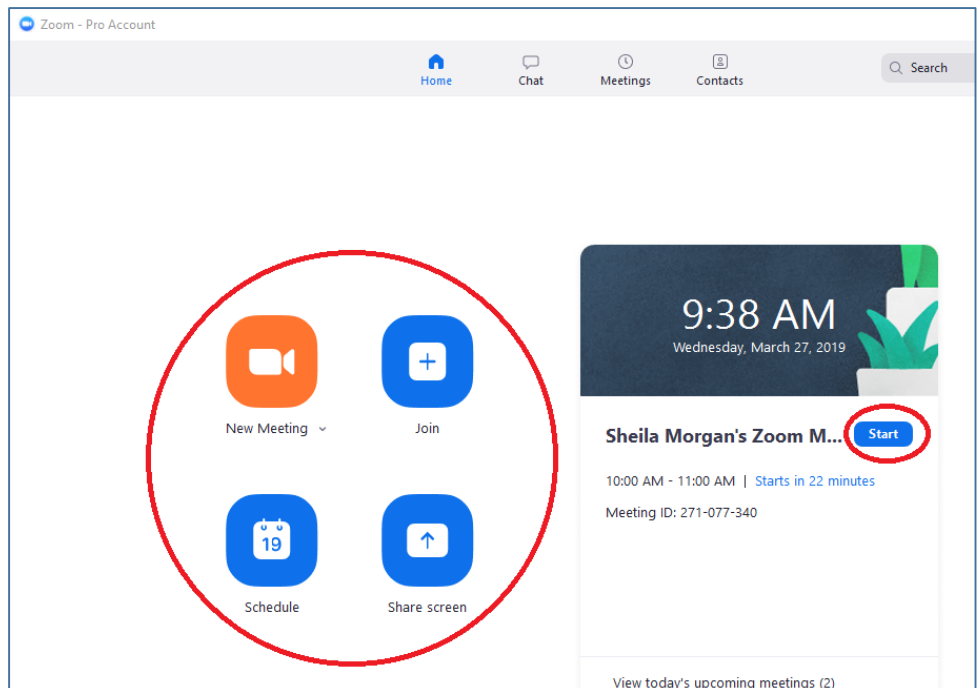 Zoom - Pro Account
Home Chat Meetings Contacts Search
9:38 AM
Wednesday, March 27, 2019
New Meeting Join
Sheila Morgan's Zoom M... Start
10:00 AM - 11:00 AM | Starts in 22 minutes
Meeting ID: 271-077-340
19
Schedule Share screen
View today's upcoming meetings (2)